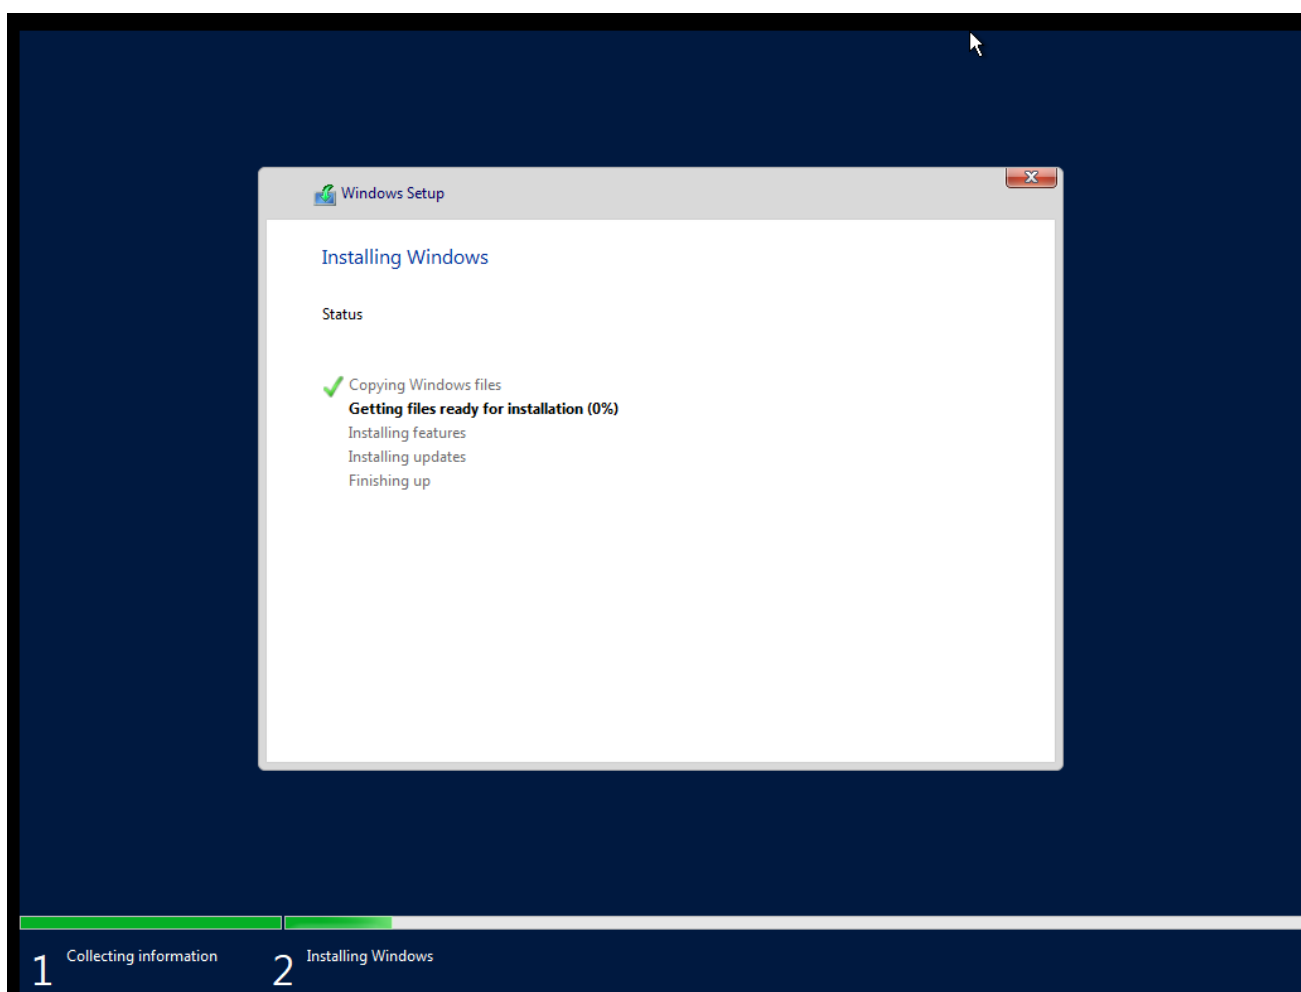 Windows Setup
Installing Windows
Status
Copying Windows files
Getting files ready for installation (0%)
Installing features
Installing updates
Finishing up
1 Collecting information 2 Installing Windows